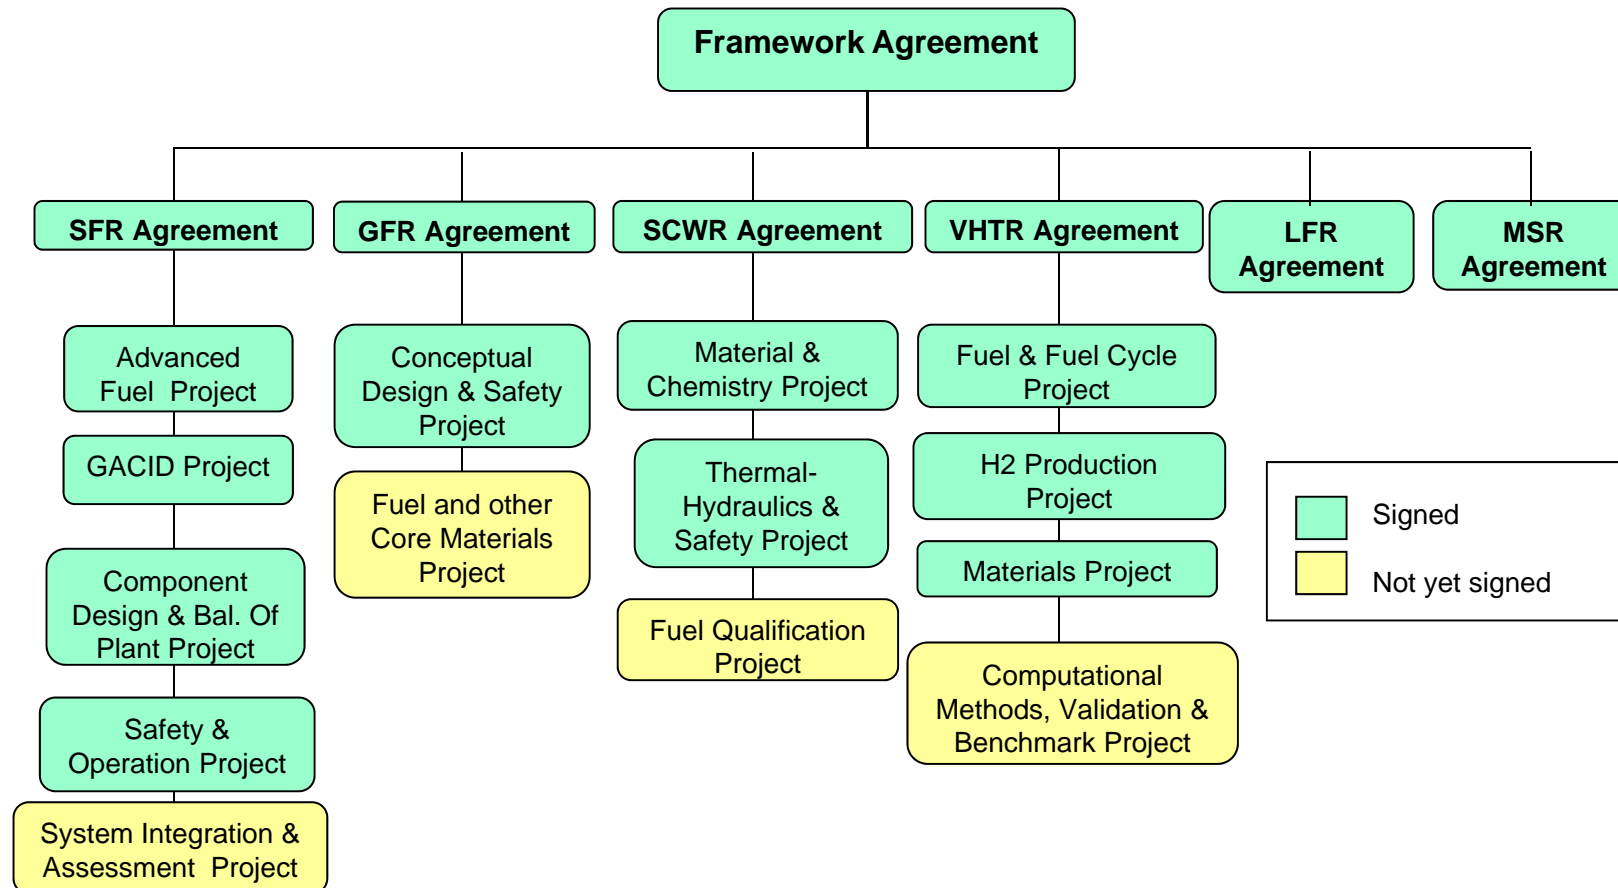 Framework Agreement
SFR Agreement
GFR Agreement
SCWR Agreement
VHTR Agreement
LFR
Agreement
MSR
Agreement
Advanced
Fuel Project
GACID Project
Component
Design & Bal. Of
Plant Project
Safety &
Operation Project
System Integration &
Assessment Project
Conceptual
Design & Safety
Project
Fuel and other
Core Materials
Project
Material &
Chemistry Project
Thermal-
Hydraulics &
Safety Project
Fuel Qualification
Project
Fuel & Fuel Cycle
Project
H2 Production
Project
Materials Project
Computational
Methods, Validation &
Benchmark Project
Signed
Not yet signed